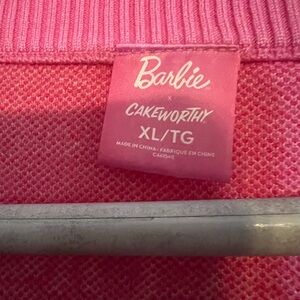 Barbie
x
CAKEWORTHY
XL/TG
MADE IN CHINA • FABRIQUÉ EN CHINE